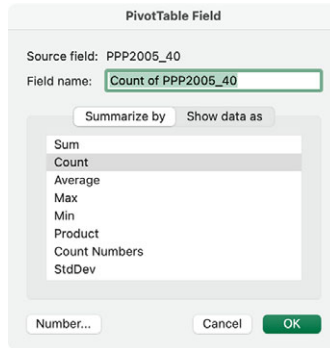 PivotTable Field
Source field: PPP2005_40
Field name: Count of PPP2005_40
Summarize by Show data as
Sum
Count
Average
Max
Min
Product
Count Numbers
StdDev
Number... Cancel OK